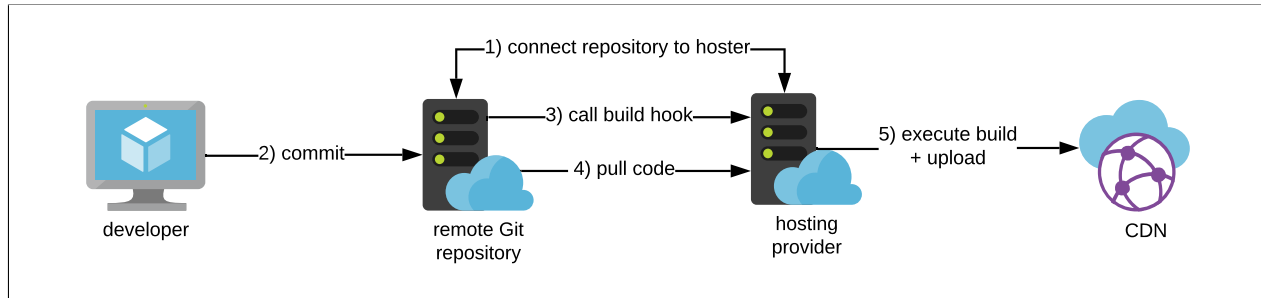 1) connect repository to hoster
3) call build hook
5) execute build
+ upload
2) commit
4) pull code
developer
remote Git
repository
hosting
provider
CDN